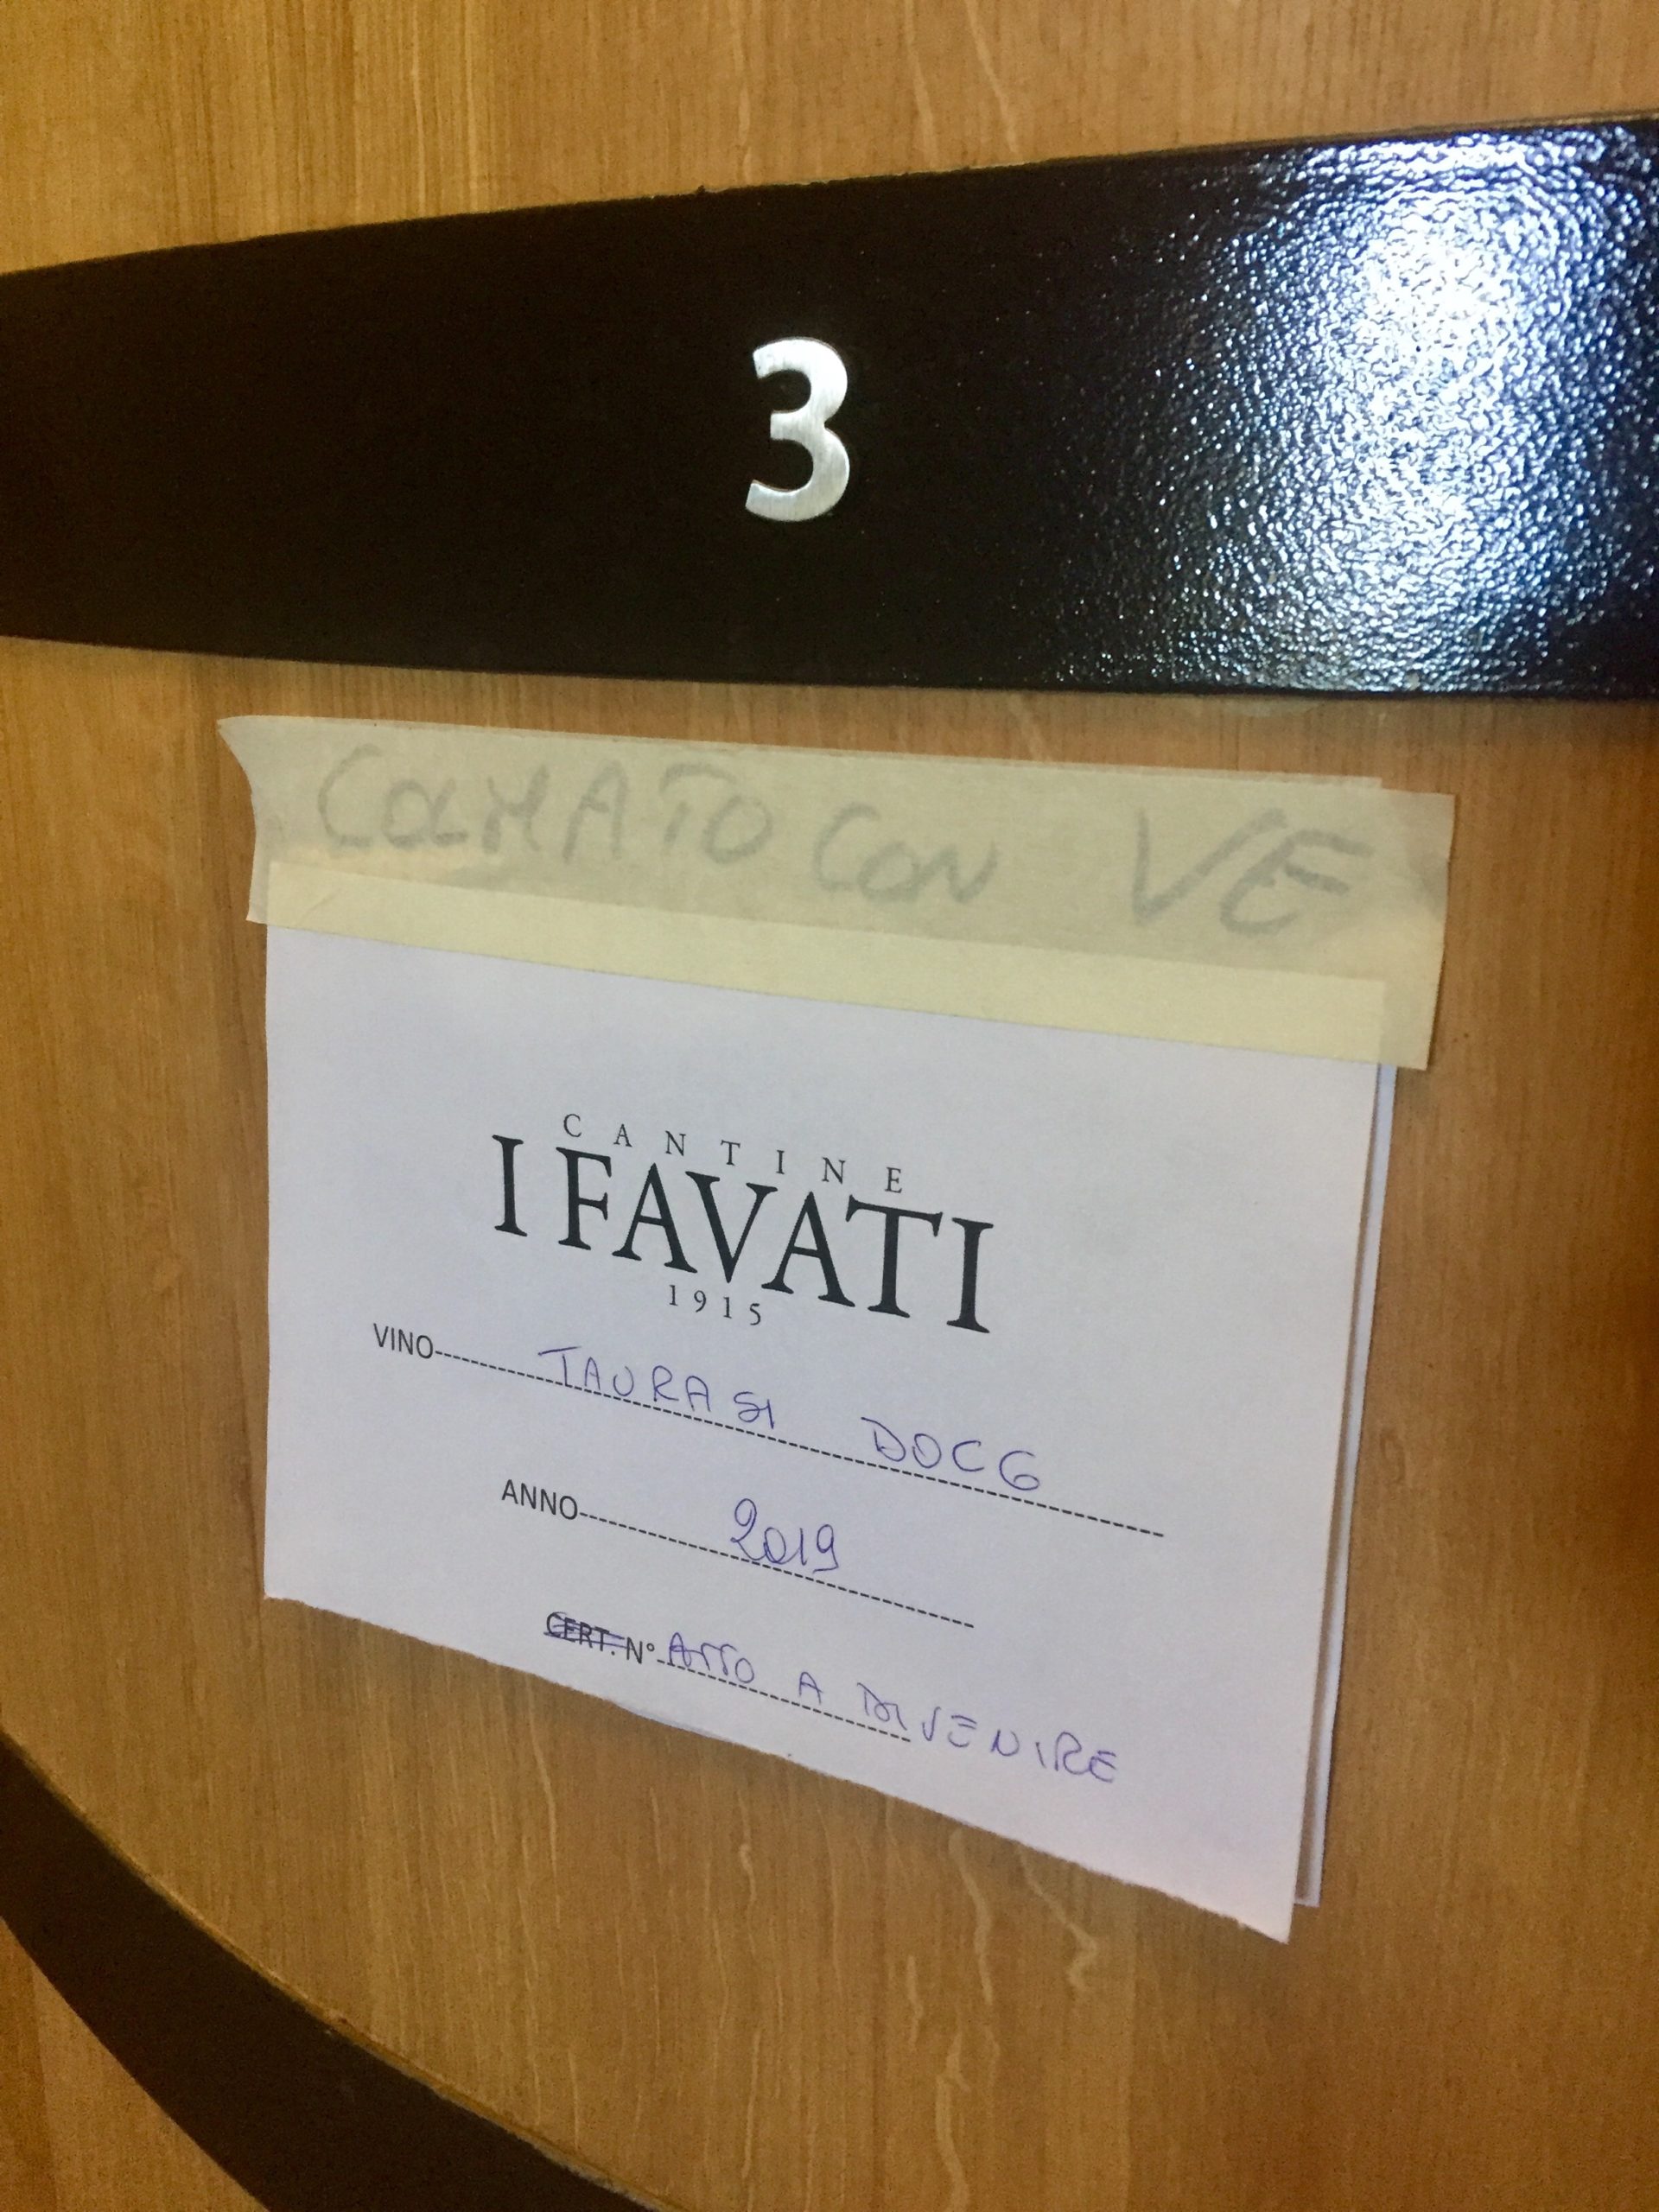 3
COLMATO CON VE
CANTINE
I FAVATI
1915
VINO TAURASI DOCG
ANNO 2019
CERT. N° ATTO A DIVENIRE